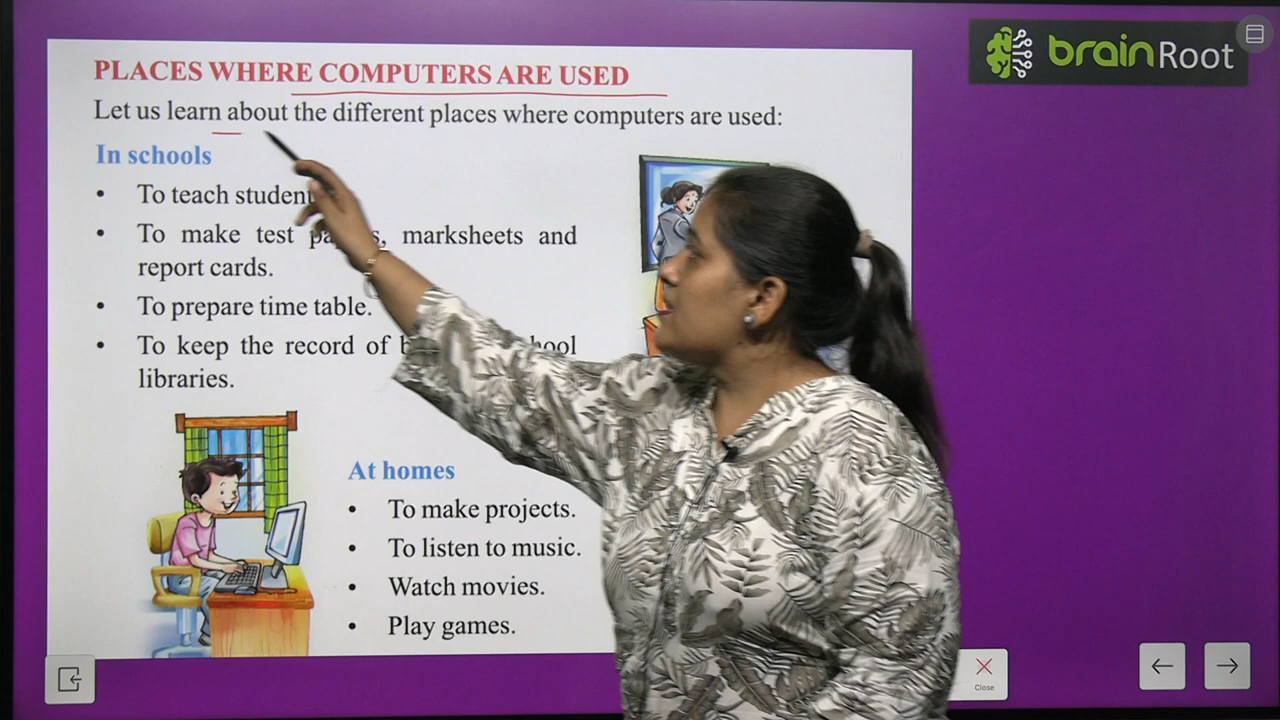 PLACES WHERE COMPUTERS ARE USED
Let us learn about the different places where computers are used:
In schools
• To teach student
• To make test marksheets and
report cards.
• To prepare time table.
• To keep the record of
libraries.
At homes
• To make projects.
• To listen to music.
• Watch movies.
• Play games.
brainRoot
Close